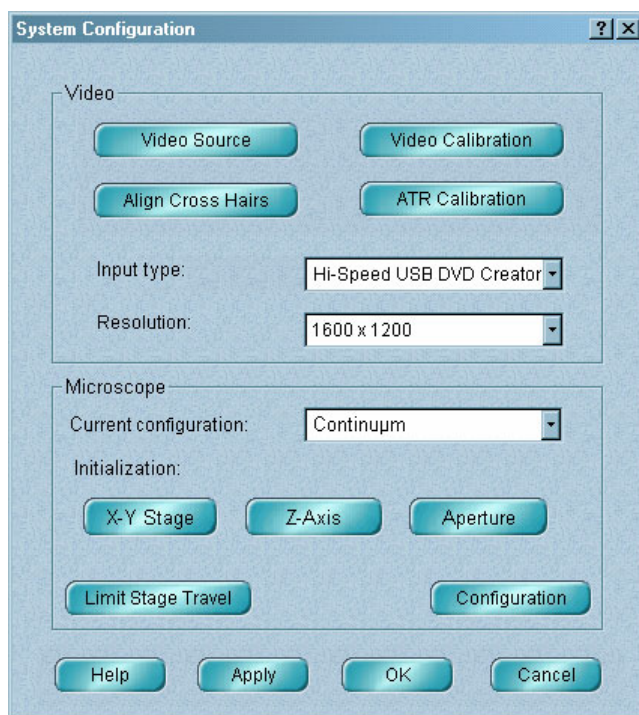 System Configuration
Video
Video Source
Video Calibration
Align Cross Hairs
ATR Calibration
Input type:
Hi-Speed USB DVD Creator
Resolution:
1600 x 1200
Microscope
Current configuration:
Continuµm
Initialization:
X-Y Stage
Z-Axis
Aperture
Limit Stage Travel
Configuration
Help
Apply
OK
Cancel